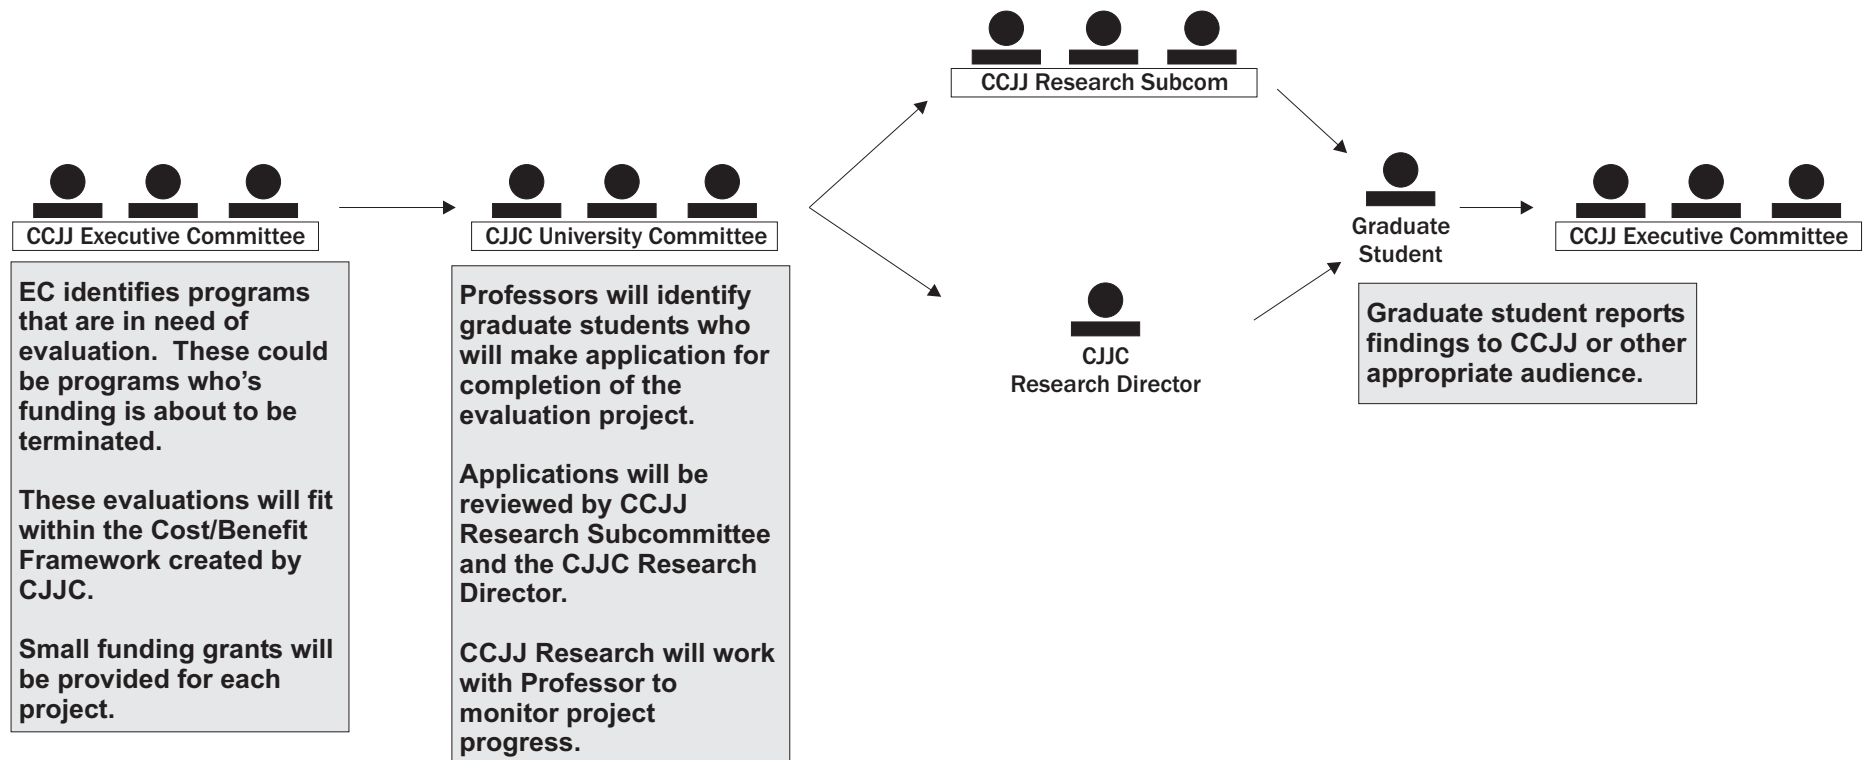 CCJJ Executive Committee
EC identifies programs
that are in need of
evaluation.  These could
be programs who's
funding is about to be
terminated.
These evaluations will fit
within the Cost/Benefit
Framework created by
CJJC.
Small funding grants will
be provided for each
project.
CJJC University Committee
Professors will identify
graduate students who
will make application for
completion of the
evaluation project.
Applications will be
reviewed by CCJJ
Research Subcommittee
and the CJJC Research
Director.
CCJJ Research will work
with Professor to
monitor project
progress.
CCJJ Research Subcom
CJJC
Research Director
Graduate
Student
Graduate student reports
findings to CCJJ or other
appropriate audience.
CCJJ Executive Committee